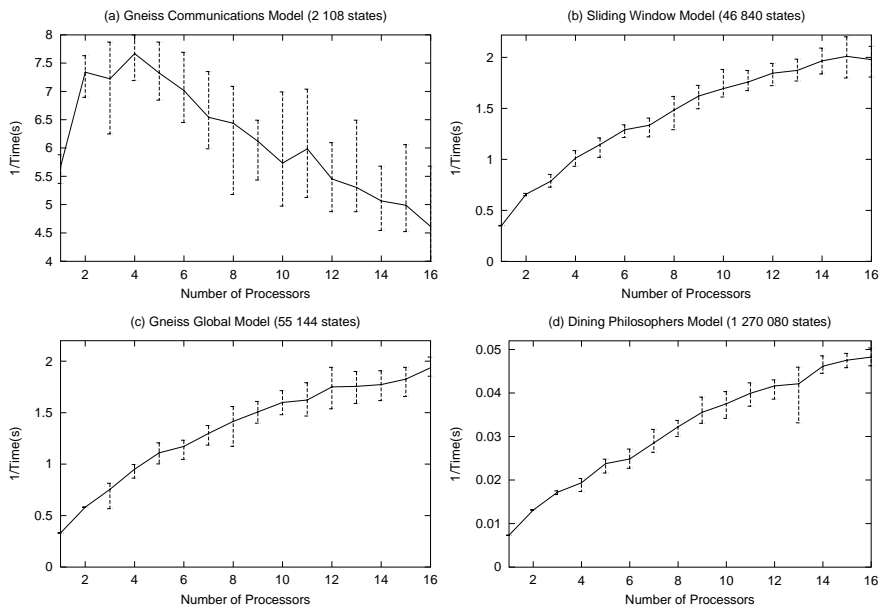 (a) Gneiss Communications Model (2 108 states)
8
7.5
7
6.5
6
5.5
5
4.5
4
1/Time(s)
2 4 6 8 10 12 14 16
Number of Processors
(b) Sliding Window Model (46 840 states)
2
1.5
1
0.5
0
1/Time(s)
2 4 6 8 10 12 14 16
Number of Processors
(c) Gneiss Global Model (55 144 states)
2
1.5
1
0.5
0
1/Time(s)
2 4 6 8 10 12 14 16
Number of Processors
(d) Dining Philosophers Model (1 270 080 states)
0.05
0.04
0.03
0.02
0.01
0
1/Time(s)
2 4 6 8 10 12 14 16
Number of Processors